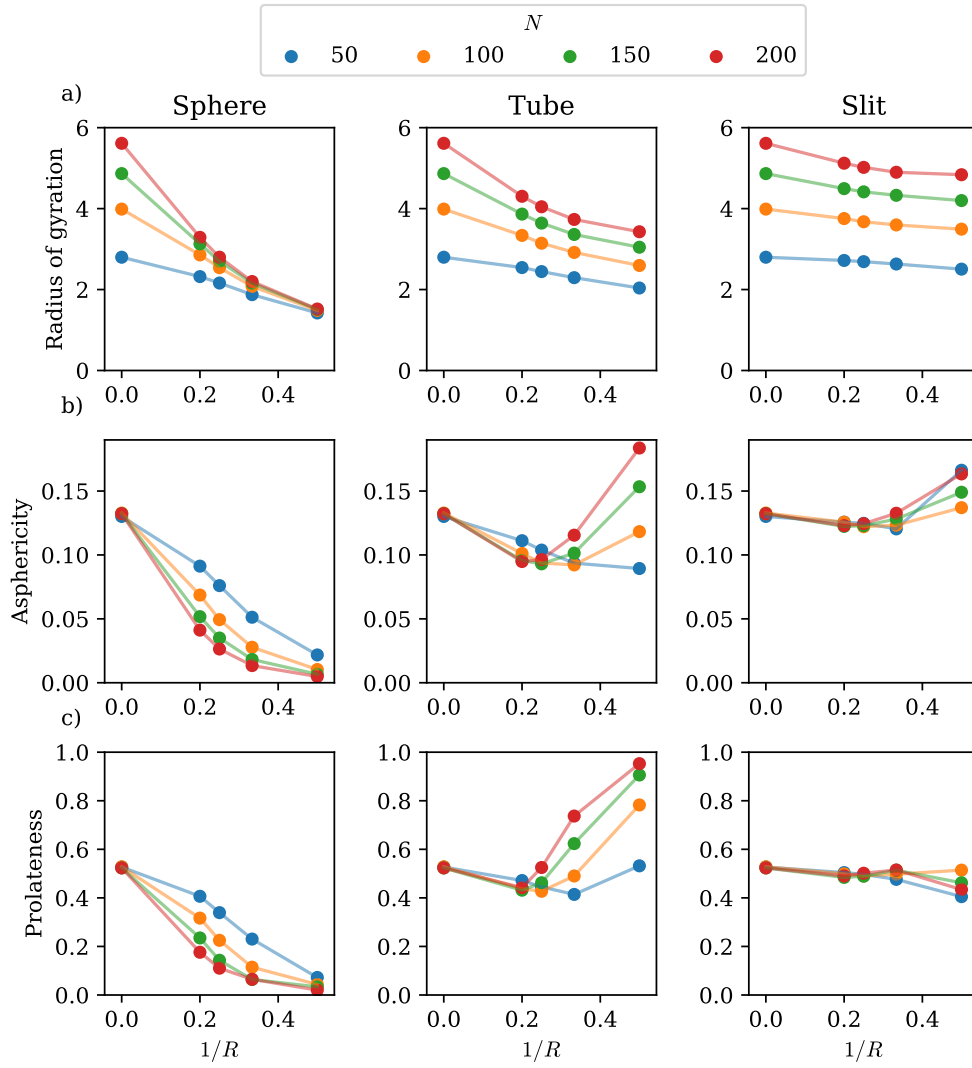 N
50 100 150 200
a)
Sphere Tube Slit
Radius of gyration
6 6 6
4 4 4
2 2 2
0 0 0
0.0 0.2 0.4 0.0 0.2 0.4 0.0 0.2 0.4
b)
Asphericity
0.15 0.15 0.15
0.10 0.10 0.10
0.05 0.05 0.05
0.00 0.00 0.00
0.0 0.2 0.4 0.0 0.2 0.4 0.0 0.2 0.4
c)
Prolateness
1.0 1.0 1.0
0.8 0.8 0.8
0.6 0.6 0.6
0.4 0.4 0.4
0.2 0.2 0.2
0.0 0.0 0.0
0.0 0.2 0.4 0.0 0.2 0.4 0.0 0.2 0.4
1/R 1/R 1/R